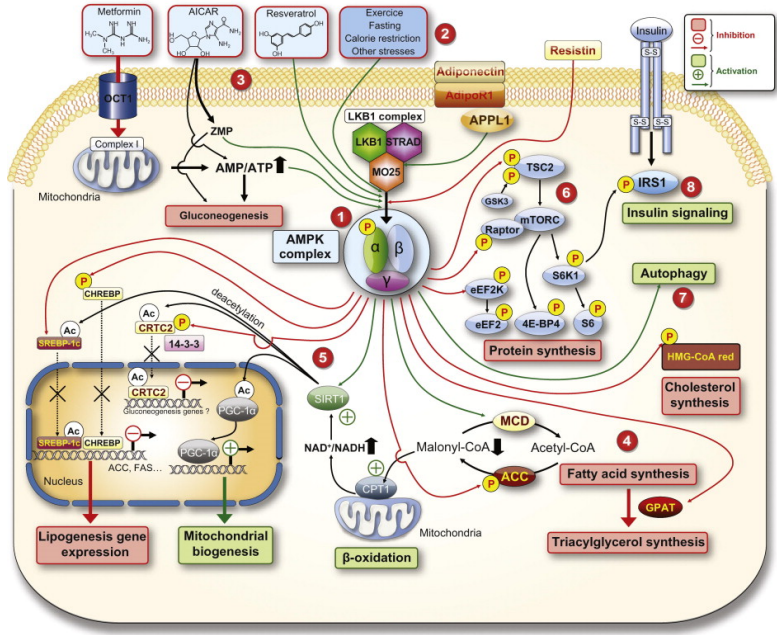 Metformin
AICAR
Resveratrol
Exercice
Fasting
Calorie restriction
Other stresses
2
Insulin
Inhibition
Activation
3
Resistin
Adiponectin
AdipoR1
APPL1
S-S
S-S
S-S
OCT1
Complex I
Mitochondria
ZMP
AMP/ATP
Gluconeogenesis
LKB1 complex
LKB1
STRAD
MO25
1
AMPK
complex
P
α
β
γ
P
TSC2
6
P
GSK3
mTORC
Raptor
P
P
IRS1
8
Insulin signaling
P
S6K1
P
eEF2K
P
eEF2
P
4E-BP4
P
S6
Protein synthesis
Autophagy
7
P
HMG-CoA red
Cholesterol
synthesis
P
CHREBP
deacetylation
Ac
SREBP-1c
Ac
CRTC2
P
14-3-3
5
Ac
CRTC2
Gluconeogenesis genes ?
Ac
PGC-1α
SIRT1
PGC-1α
Ac
SREBP-1c
CHREBP
ACC, FAS...
Nucleus
NAD+/NADH
CPT1
Mitochondria
MCD
Malonyl-CoA
Acetyl-CoA
P
ACC
4
Fatty acid synthesis
GPAT
Triacylglycerol synthesis
Lipogenesis gene
expression
Mitochondrial
biogenesis
β-oxidation